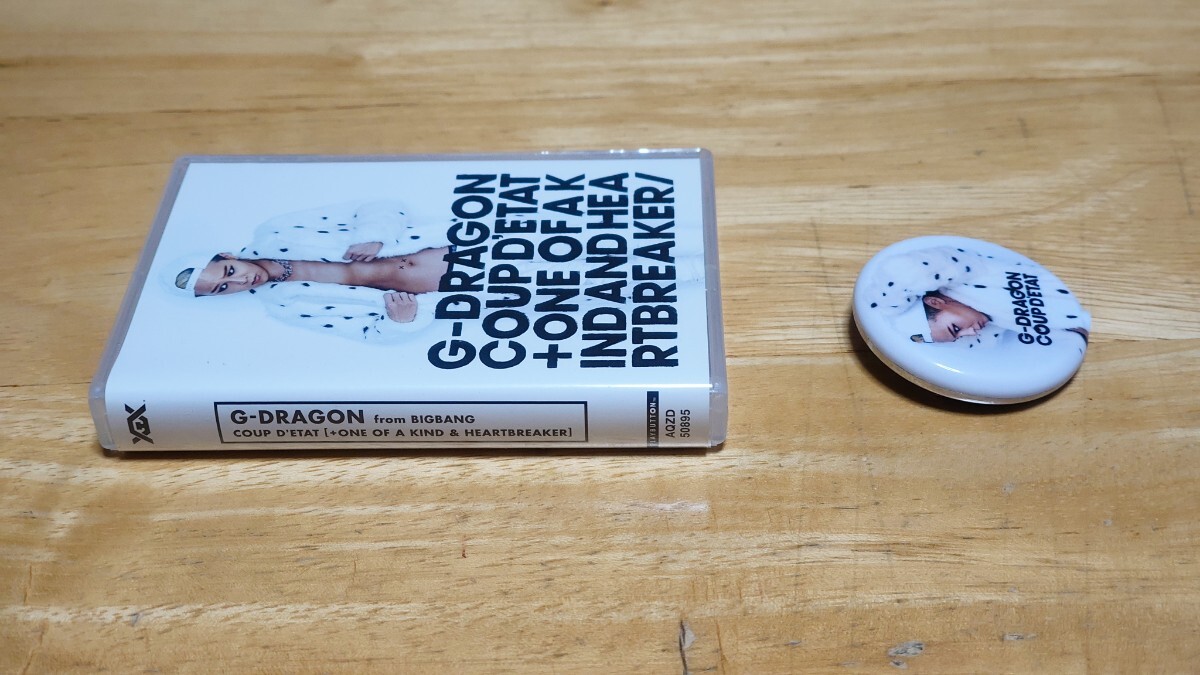 G-DRAGON
COUP D'ETAT
+ONE OF A K
IND AND HEA
RTBREAKER/
G-DRAGON from BIGBANG
COUP D'ETAT [+ONE OF A KIND & HEARTBREAKER]
AQZD
50895
G-DRAGON
COUP D'ETAT